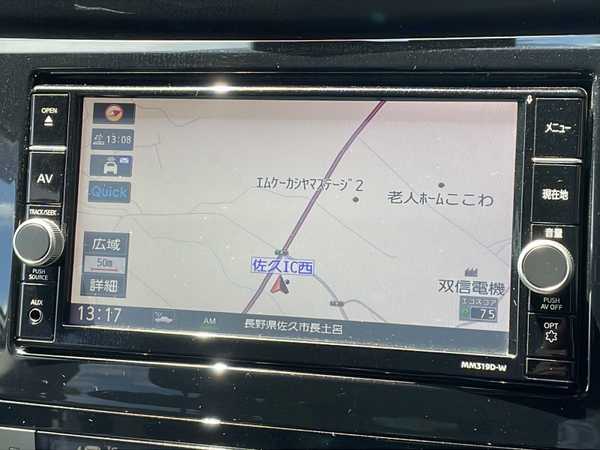 OPEN
メニュー
13:08
AV
エムケーカシヤマステージ2
老人ホームここわ
現在地
Quick
TRACK/SEEK
音量
広域
50m
佐久IC西
双信電機
PUSH
SOURCE
詳細
エコスコア
7.5
PUSH
AV OFF
AUX
13:17
AM
長野県佐久市長土呂
OPT
MM319D-W